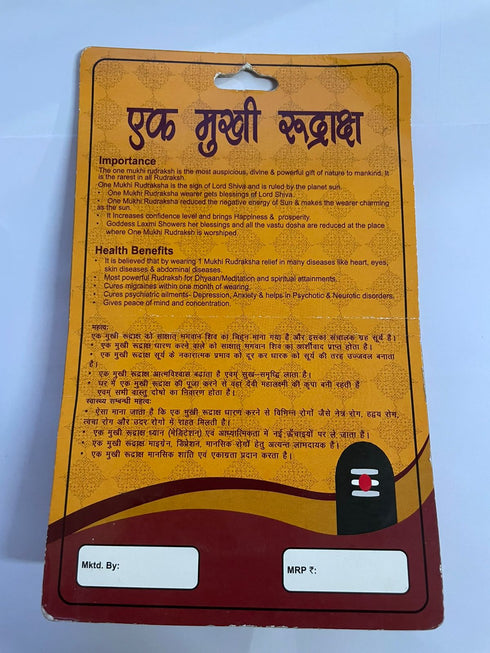 एक मुखी रूद्राक्ष
Importance
The one mukhi rudraksh is the most auspicious, divine & powerful gift of nature to mankind. It
is the rarest in all Rudraksh.
One Mukhi Rudraksha is the sign of Lord Shiva and is ruled by the planet sun.
• One Mukhi Rudraksha wearer gets blessings of Lord Shiva.
• One Mukhi Rudraksha reduced the negative energy of Sun & makes the wearer charming
as the sun.
• It Increases confidence level and brings Happiness & prosperity.
• Goddess Laxmi Showers her blessings and all the vastu dosha are reduced at the place
where One Mukhi Rudraksh is worshiped.
Health Benefits
• It is believed that by wearing 1 Mukhi Rudraksha relief in many diseases like heart, eyes,
skin diseases & abdominal diseases.
Most powerful Rudraksh for Dhyaan/Meditation and spiritual attainments.
• Cures migraines within one month of wearing.
• Cures psychiatric ailments- Depression, Anxiety & helps in Psychotic & Neurotic disorders.
Gives peace of mind and concentration.
महत्व:
एक मुखी रूद्राक्ष को साक्षात् भगवान शिव का चिहून माना गया है और इसका संचालक ग्रह सूर्य है।
• एक मुखी रूद्राक्ष धारण करने वाले को साक्षात् भगवान शिव का आर्शीवाद प्राप्त होता है।
• एक मुखी रूद्राक्ष सूर्य के नकारात्मक प्रभाव को दूर कर धारक को सूर्य की तरह उज्जवल बनाता
है।
• एक मुखी रूद्राक्ष आत्मविश्वास बढाता है एवम् सुख-समृद्धि लाता है।
• घर में एक मुखी रूद्राक्ष की पूजा करने से वहा देवी महालक्ष्मी की कृपा बनी रहती है
एवम् सभी वास्तु दोषो का निवारण होता है।
स्वास्थ्य सम्बन्धी महत्व:
• ऐसा माना जाता है कि एक मुखी रूद्राक्ष धारण करने से विभिन्न रोगों जैसे नेत्र रोग, हृदय रोग,
त्वचा रोग और उदर रोगों में राहत मिलती है।
• एक मुखी रूद्राक्ष ध्यान (मेडिटेशन) एवं आध्यात्मिकता में नई ऊँचाइयों पर ले जाता है।
• एक मुखी रूद्राक्ष माइग्रेन, डिप्रेशन, मानसिक रोगों हेतु अत्यन्त लाभदायक है।
• एक मुखी रूद्राक्ष मानसिक शांति एवं एकाग्रता प्रदान करता है।
Mktd. By:
MRP ₹: